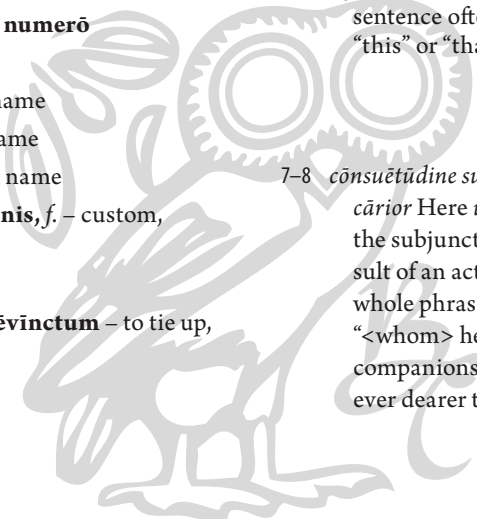 numerō
name
name
name
nis, f. – custom,
ēvīnctum – to tie up,
sentence ofte
"this" or "tha
7–8 cōnsuētūdine su
cārior Here
the subjunct
sult of an act
whole phras
"<whom> he
companions
ever dearer t